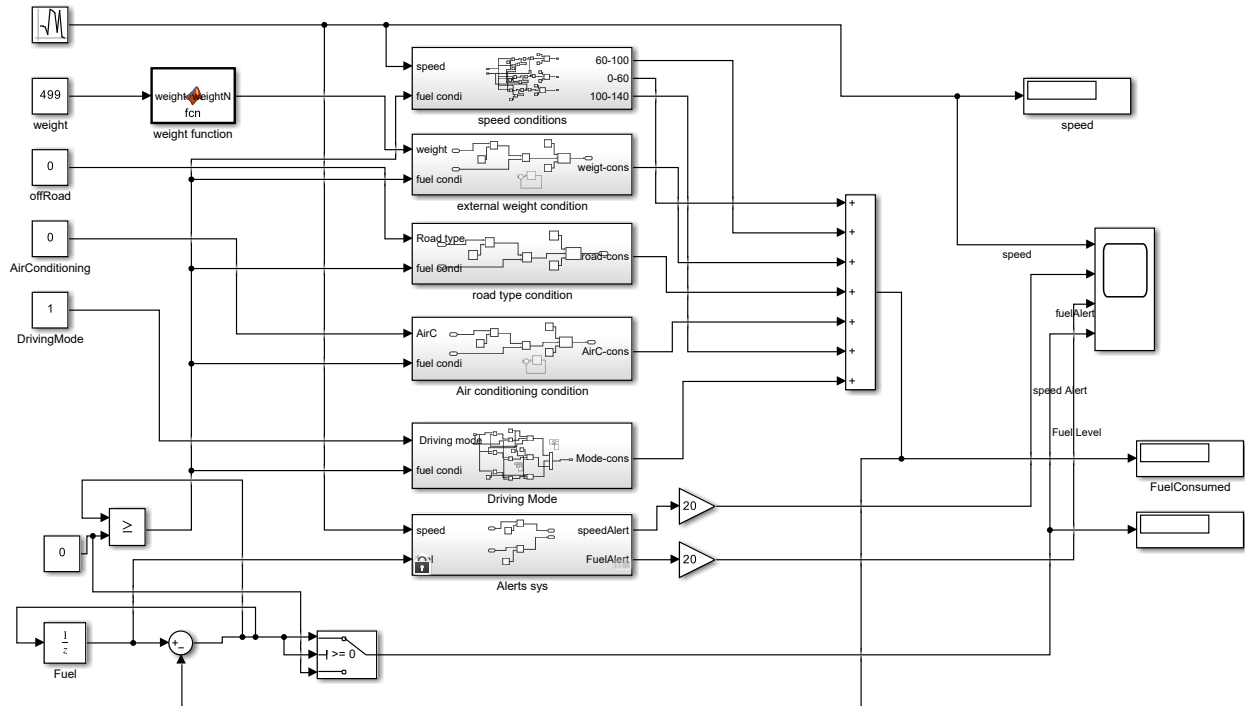 499
weight
weight
weightN
fcn
weight function
0
offRoad
0
AirConditioning
1
DrivingMode
speed
fuel condi
60-100
0-60
100-140
speed conditions
weight
fuel condi
weigt-cons
external weight condition
Road type
fuel condi
road-cons
road type condition
AirC
fuel condi
AirC-cons
Air conditioning condition
Driving mode
fuel condi
Mode-cons
Driving Mode
speed
speedAlert
FuelAlert
Alerts sys
20
20
+
+
+
+
+
+
+
speed
speed
fuelAlert
speed Alert
Fuel Level
FuelConsumed
≥
0
1
z
Fuel
+
−
>= 0